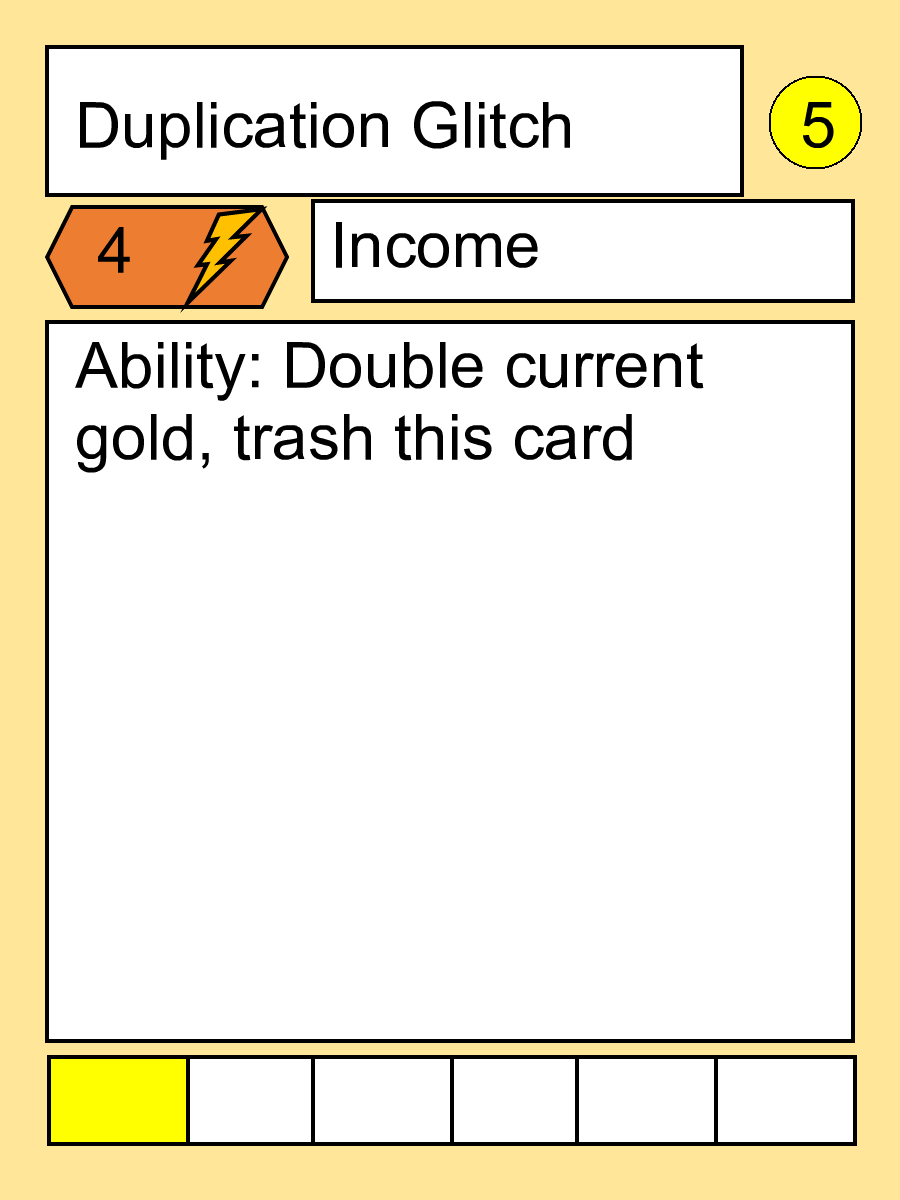 Duplication Glitch
5
4
Income
Ability: Double current
gold, trash this card